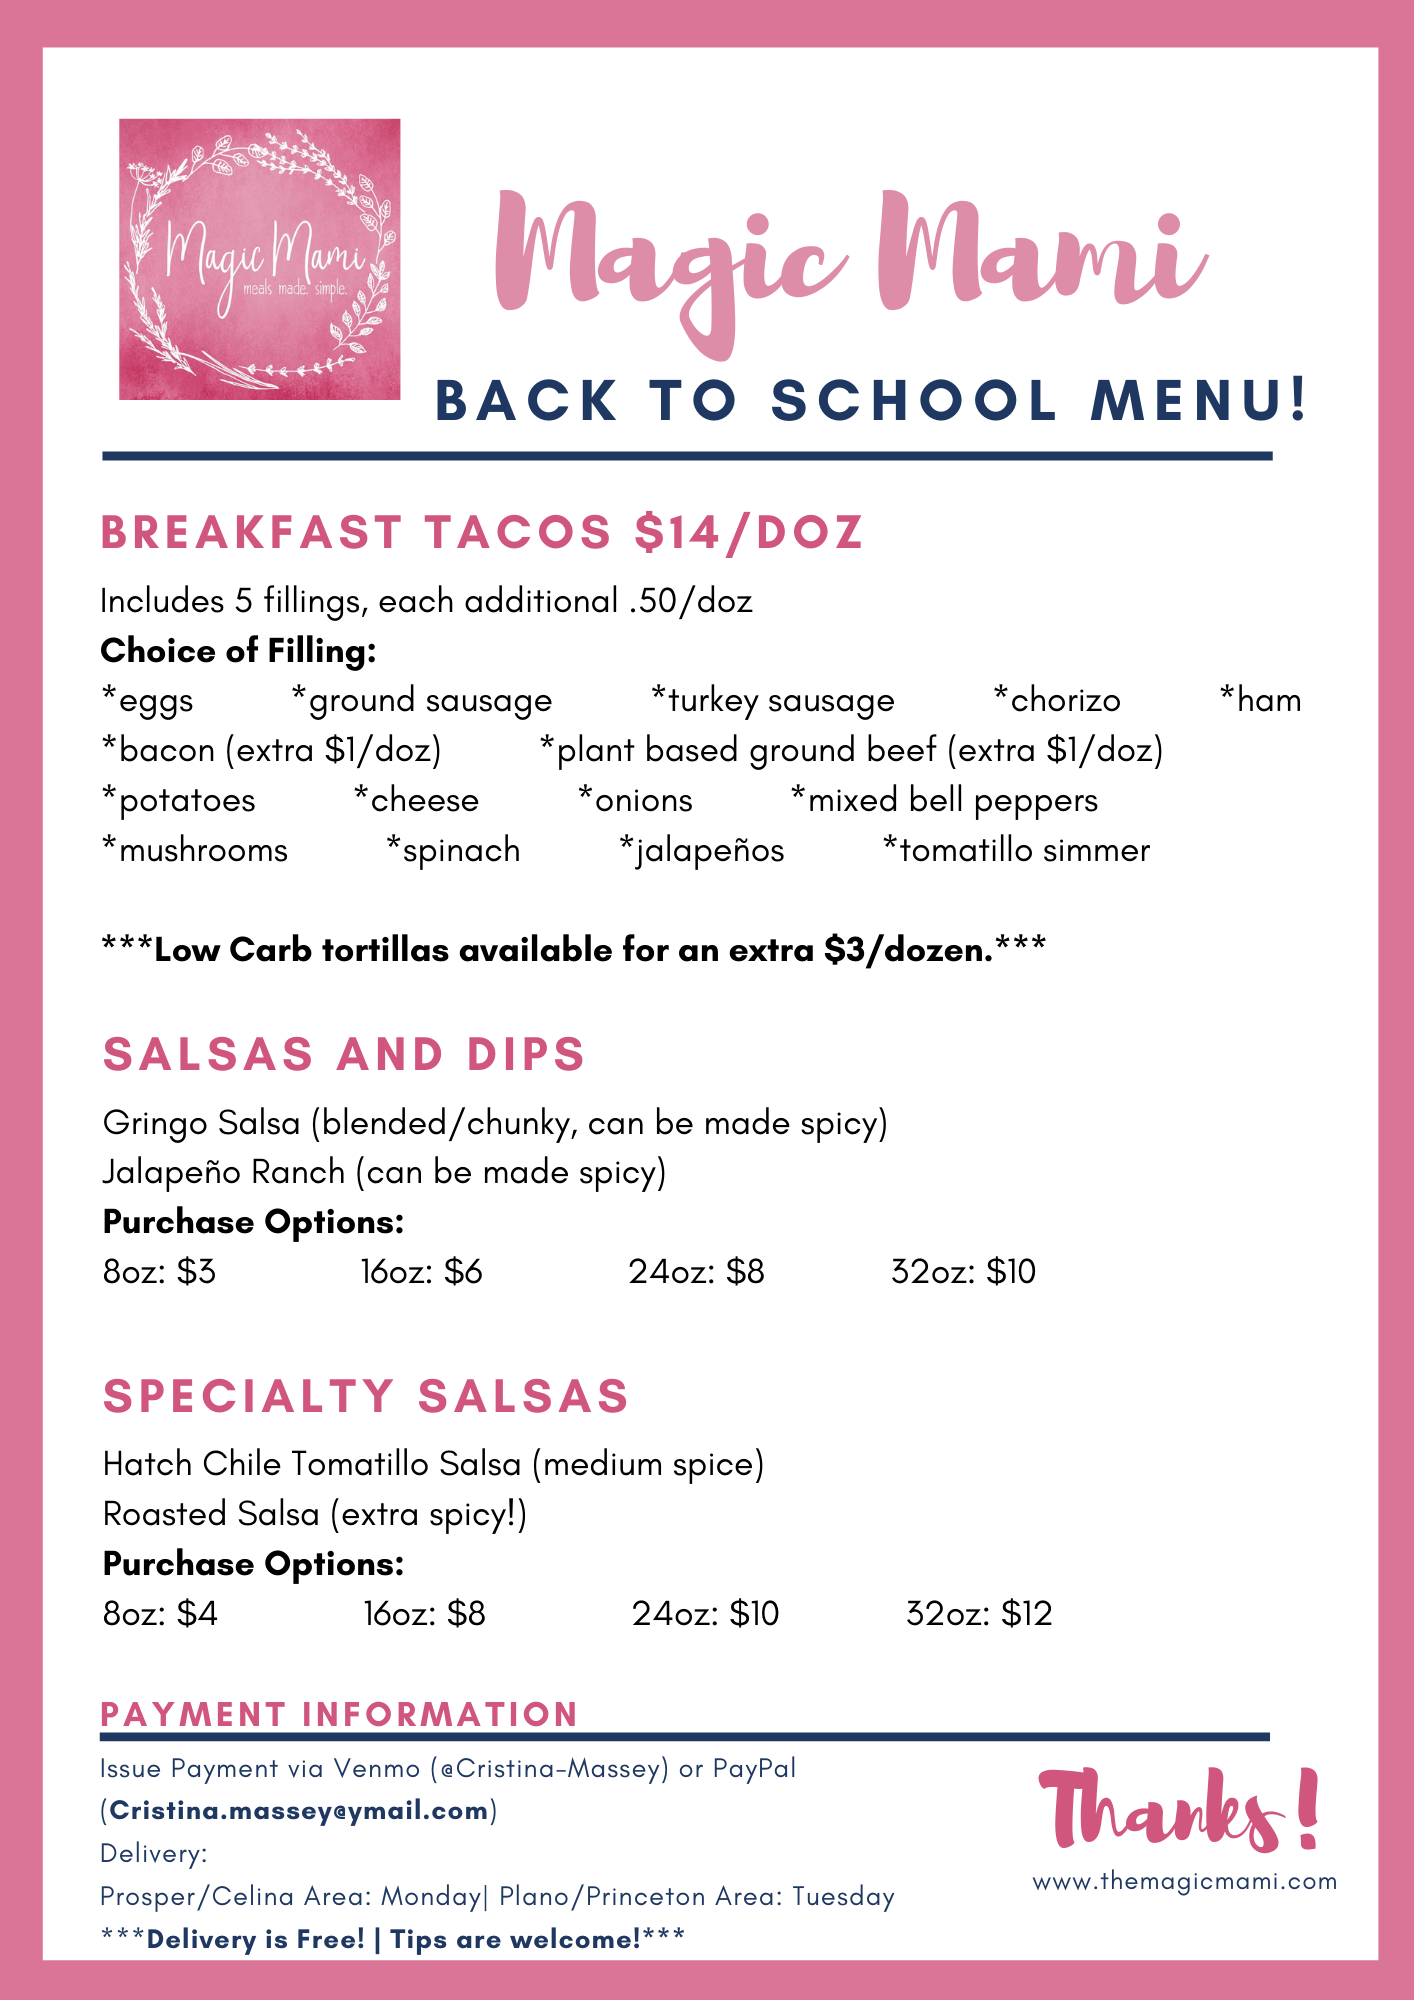 Magic Mami
meals made. simple.
Magic Mami
BACK TO SCHOOL MENU!
BREAKFAST TACOS $14/DOZ
Includes 5 fillings, each additional .50/doz
Choice of Filling:
*eggs *ground sausage *turkey sausage *chorizo *ham
*bacon (extra $1/doz) *plant based ground beef (extra $1/doz)
*potatoes *cheese *onions *mixed bell peppers
*mushrooms *spinach *jalapeños *tomatillo simmer
***Low Carb tortillas available for an extra $3/dozen.***
SALSAS AND DIPS
Gringo Salsa (blended/chunky, can be made spicy)
Jalapeño Ranch (can be made spicy)
Purchase Options:
8oz: $3 16oz: $6 24oz: $8 32oz: $10
SPECIALTY SALSAS
Hatch Chile Tomatillo Salsa (medium spice)
Roasted Salsa (extra spicy!)
Purchase Options:
8oz: $4 16oz: $8 24oz: $10 32oz: $12
PAYMENT INFORMATION
Issue Payment via Venmo (@Cristina-Massey) or PayPal
(Cristina.massey@ymail.com)
Delivery:
Prosper/Celina Area: Monday| Plano/Princeton Area: Tuesday
***Delivery is Free! | Tips are welcome!***
Thanks!
www.themagicmami.com